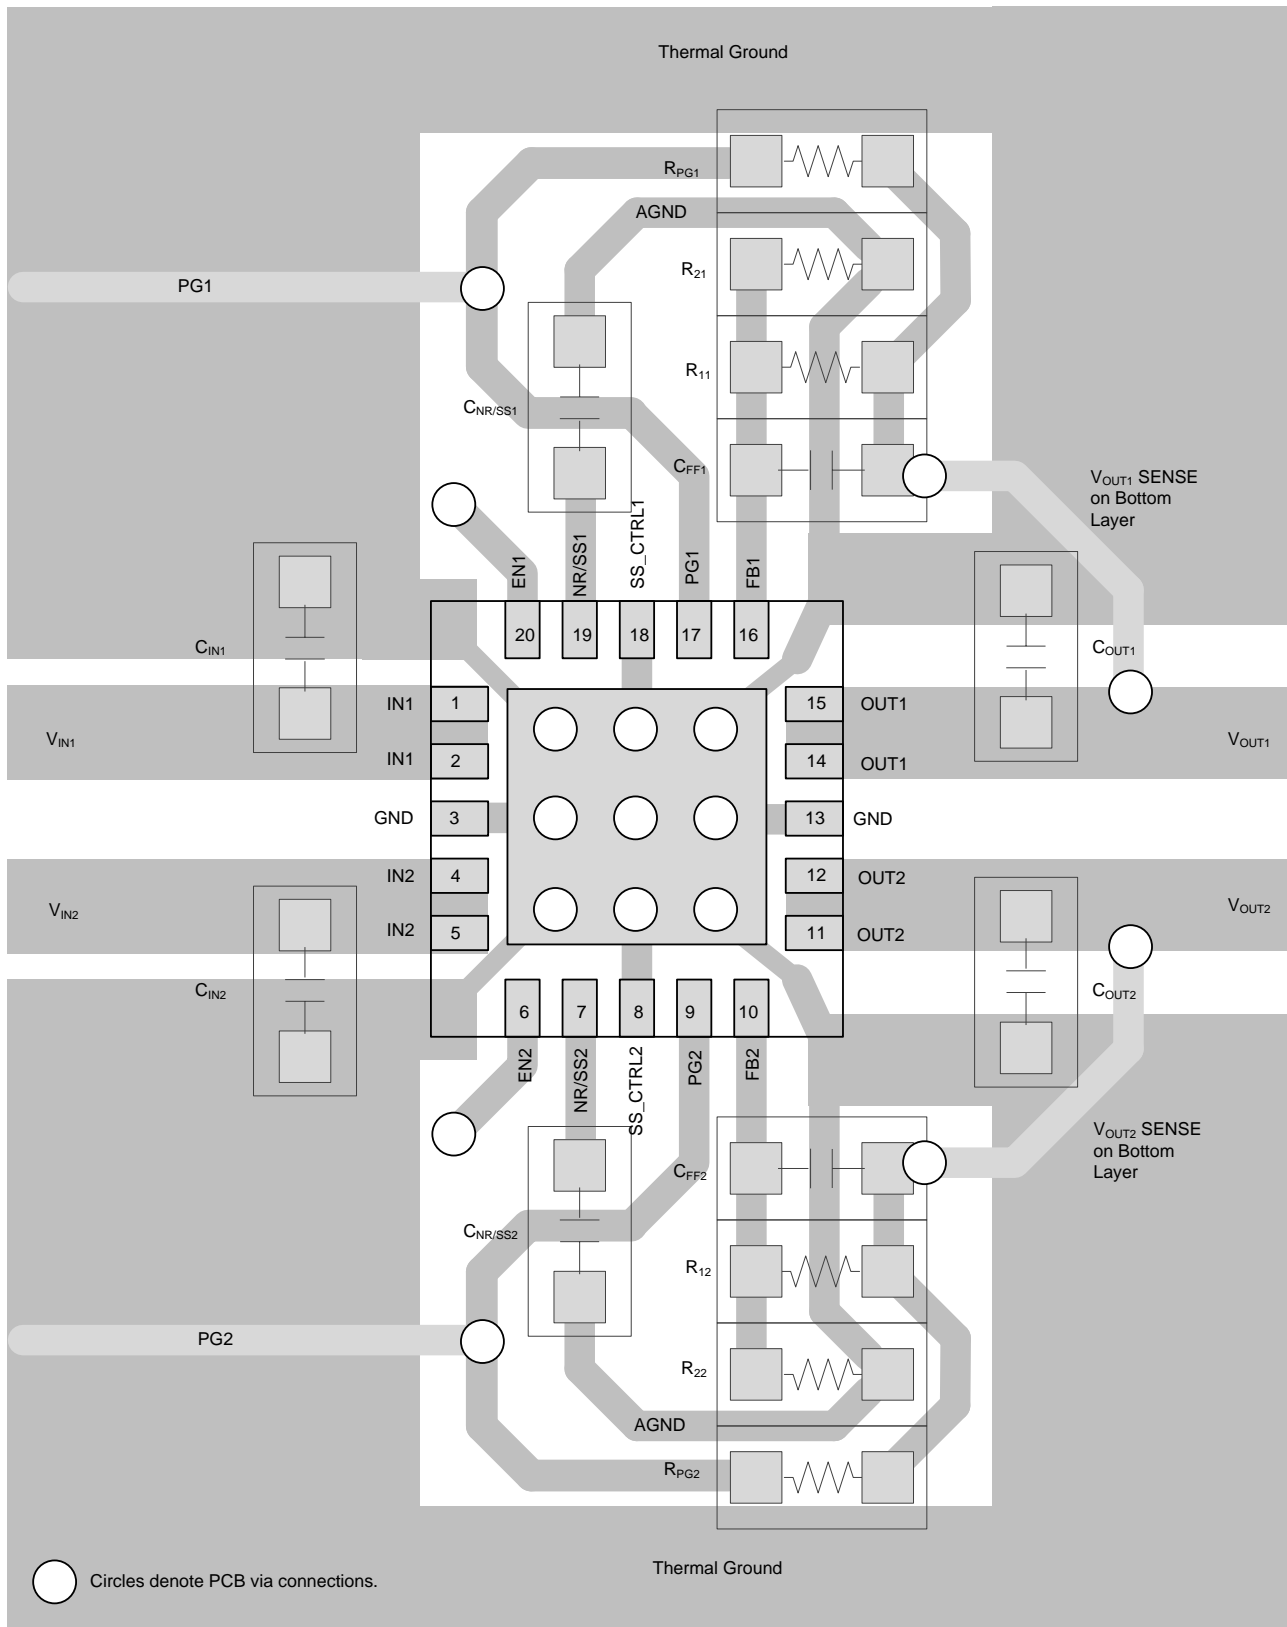 Thermal Ground
RPG1
AGND
R21
PG1
R11
CNR/SS1
CFF1
VOUT1 SENSE
on Bottom
Layer
EN1
NR/SS1
SS_CTRL1
PG1
FB1
20
19
18
17
16
CIN1
COUT1
IN1
1
15
OUT1
VIN1
VOUT1
IN1
2
14
OUT1
GND
3
13
GND
IN2
4
12
OUT2
VIN2
VOUT2
IN2
5
11
OUT2
CIN2
COUT2
6
7
8
9
10
EN2
NR/SS2
SS_CTRL2
PG2
FB2
VOUT2 SENSE
on Bottom
Layer
CFF2
CNR/SS2
R12
PG2
R22
AGND
RPG2
Thermal Ground
Circles denote PCB via connections.